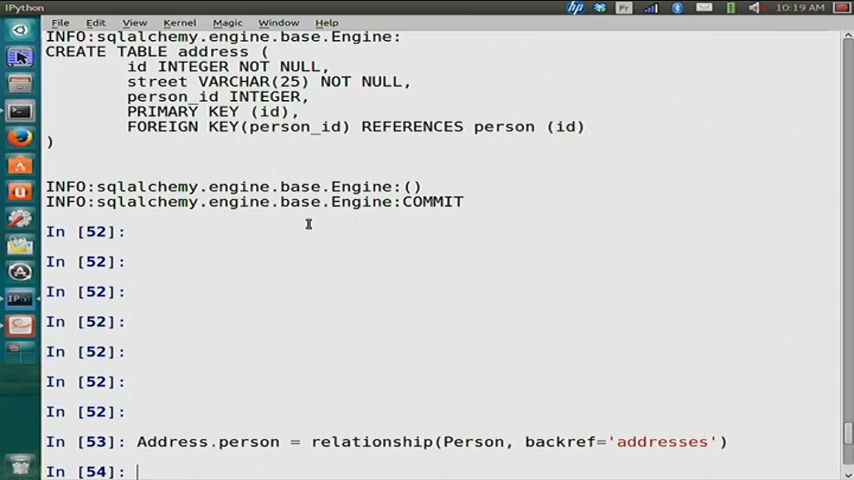 IPython
Fr
10:19 AM
File Edit View Kernel Magic Window Help
INFO:sqlalchemy.engine.base.Engine:
CREATE TABLE address (
id INTEGER NOT NULL,
street VARCHAR(25) NOT NULL,
person_id INTEGER,
PRIMARY KEY (id),
FOREIGN KEY(person_id) REFERENCES person (id)
)
INFO:sqlalchemy.engine.base.Engine:()
INFO:sqlalchemy.engine.base.Engine:COMMIT
In [52]:
In [52]:
In [52]:
In [52]:
In [52]:
In [52]:
In [52]:
In [53]: Address.person = relationship(Person, backref='addresses')
In [54]: